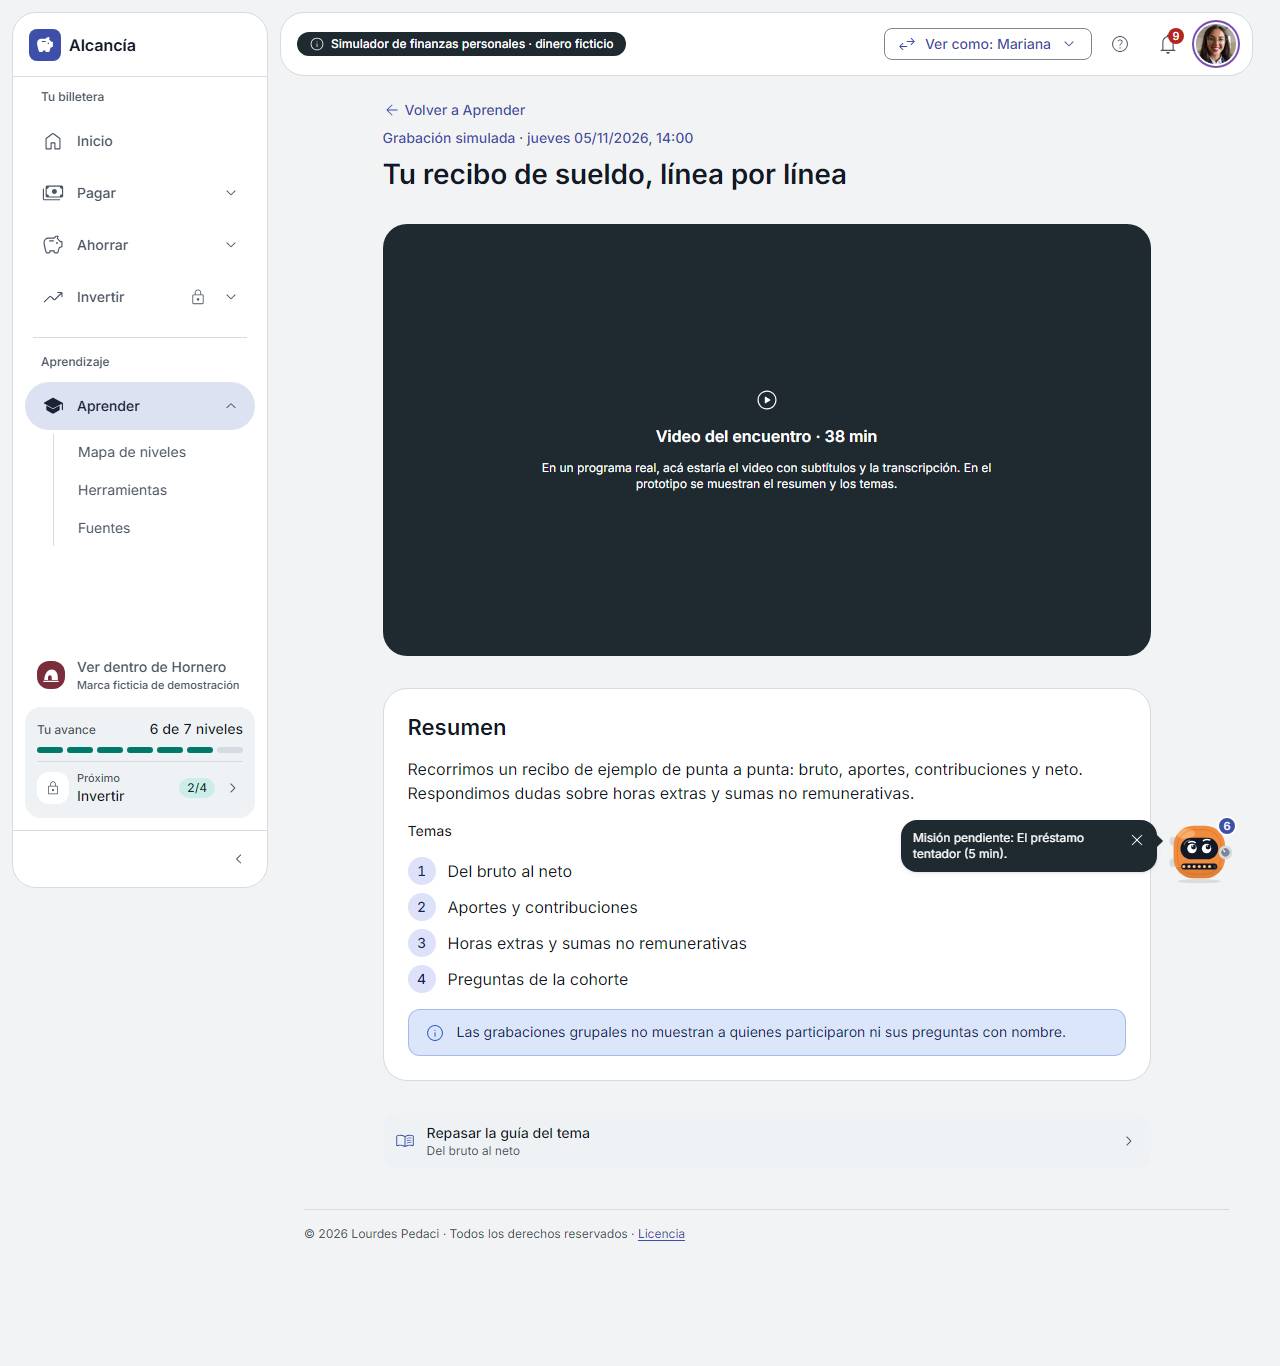 Alcancía
Tu billetera
Inicio
Pagar
Ahorrar
Invertir
Aprendizaje
Aprender
Mapa de niveles
Herramientas
Fuentes
Ver dentro de Hornero
Marca ficticia de demostración
Tu avance
6 de 7 niveles
Próximo
Invertir
2/4
Simulador de finanzas personales · dinero ficticio
Ver como: Mariana
9
Volver a Aprender
Grabación simulada · jueves 05/11/2026, 14:00
Tu recibo de sueldo, línea por línea
Video del encuentro · 38 min
En un programa real, acá estaría el video con subtítulos y la transcripción. En el
prototipo se muestran el resumen y los temas.
Resumen
Recorrimos un recibo de ejemplo de punta a punta: bruto, aportes, contribuciones y neto.
Respondimos dudas sobre horas extras y sumas no remunerativas.
Temas
1 Del bruto al neto
2 Aportes y contribuciones
3 Horas extras y sumas no remunerativas
4 Preguntas de la cohorte
Misión pendiente: El préstamo
tentador (5 min).
6
Las grabaciones grupales no muestran a quienes participaron ni sus preguntas con nombre.
Repasar la guía del tema
Del bruto al neto
© 2026 Lourdes Pedaci · Todos los derechos reservados · Licencia